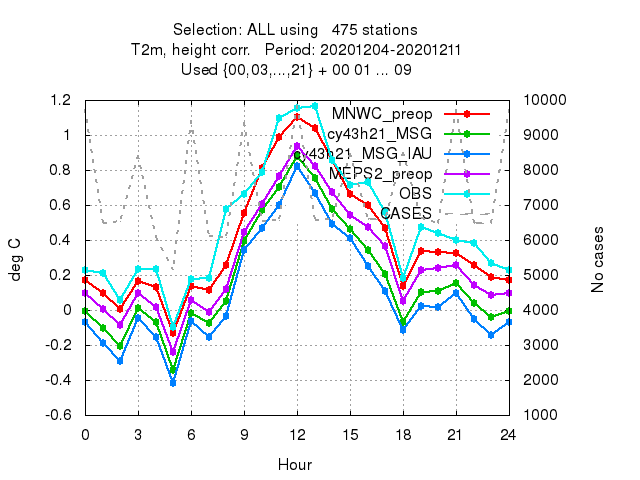 Selection: ALL using 475 stations
T2m, height corr. Period: 20201204-20201211
Used {00,03,...,21} + 00 01 ... 09
1.2
1
0.8
0.6
0.4
0.2
0
-0.2
-0.4
-0.6
deg C
MNWC_preop
cy43h21_MSG
cy43h21_MSG_IAU
MEPS2_preop
OBS
CASES
10000
9000
8000
7000
6000
5000
4000
3000
2000
1000
No cases
0 3 6 9 12 15 18 21 24
Hour